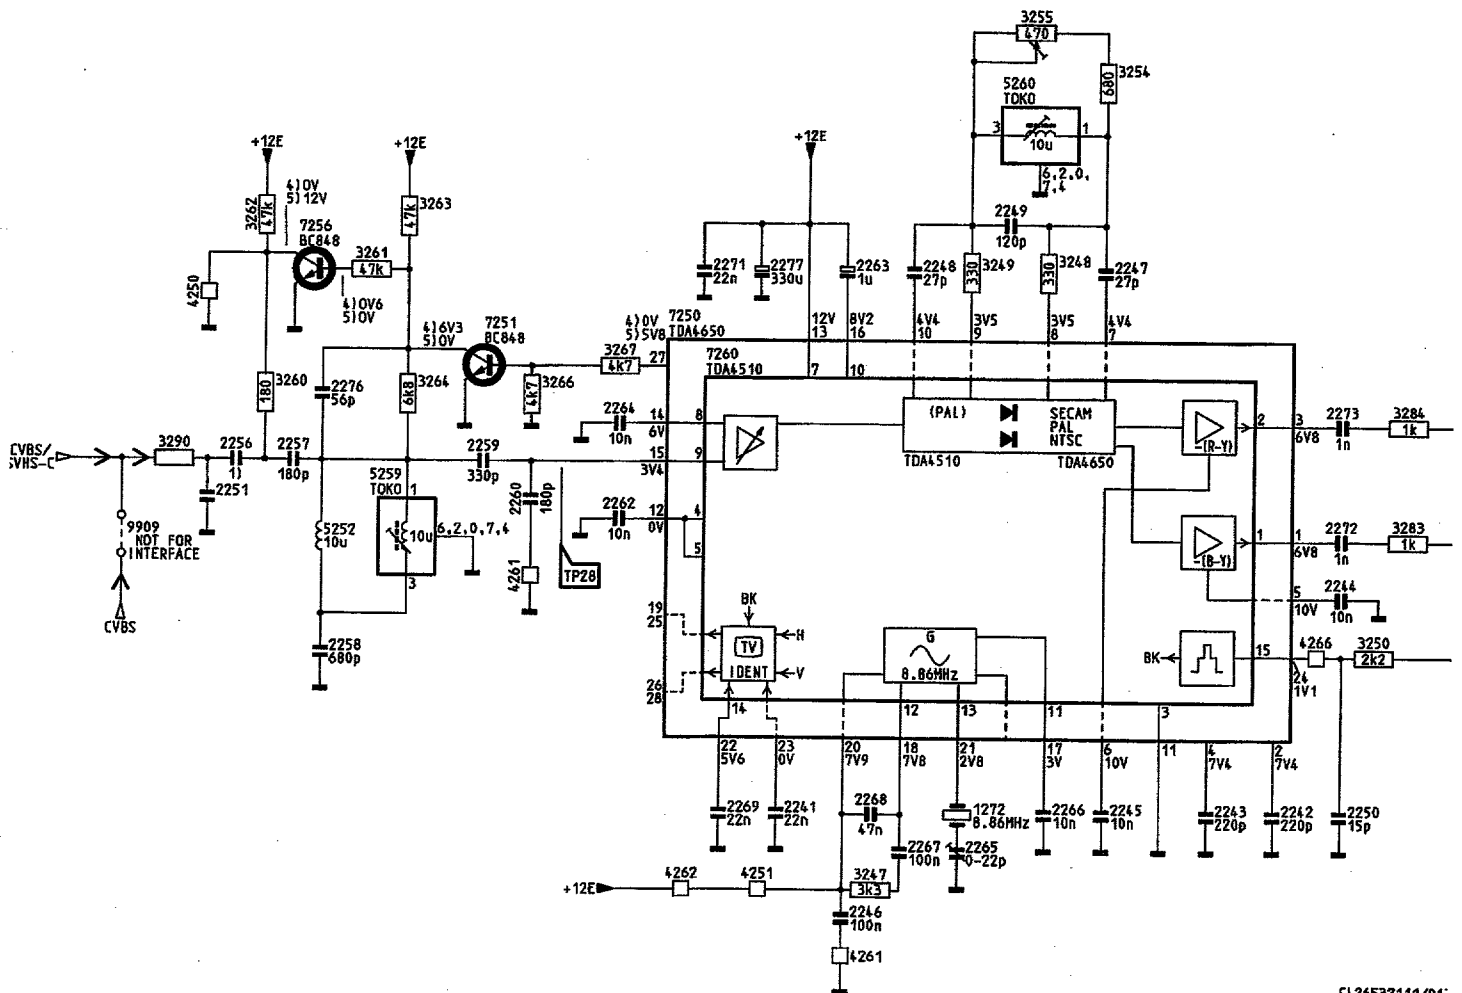 3255
470
680
3254
5260
TOKO
3
1
10u
6,2,0,
7,4
+12E
+12E
+12E
3262
47k
4)0V
5)12V
7256
BC848
47k
3263
3261
47k
4)0V6
5)0V
4250
2271
22n
2277
330u
2263
1u
2249
120p
2248
27p
330
3249
330
3248
2247
27p
4)6V3
5)0V
7251
BC848
4)0V
5)5V8
7250
TDA4650
12V
13
8V2
16
4V4
10
3V5
9
3V5
8
4V4
7
3267
4k7
27
7260
TDA4510
7
10
180
3260
2276
56p
6k8
3264
4k7
3266
2264
10n
14
6V
8
(PAL)
SECAM
PAL
NTSC
TDA4510
TDA4650
-(R-Y)
2
3
6V8
2273
1n
3284
1k
CVBS/
SVHS-C
3290
2256
1)
2257
180p
2259
330p
15
3V4
9
2251
5259
TOKO
1
10u
3
6,2,0,7,4
2260
180p
2262
10n
12
0V
4
5
9909
NOT FOR
INTERFACE
5252
10u
4261
TP28
-(B-Y)
1
1
6V8
2272
1n
3283
1k
5
10V
2244
10n
CVBS
2258
680p
19
25
26
28
BK
TV
IDENT
H
V
14
G
8.86MHz
12
13
11
BK
15
4266
3250
2k2
24
1V1
3
22
5V6
23
0V
20
7V9
18
7V8
21
2V8
17
3V
6
10V
11
4
7V4
2
7V4
2269
22n
2241
22n
2268
47n
1272
8.86MHz
2266
10n
2245
10n
2243
220p
2242
220p
2250
15p
2267
100n
2265
0-22p
+12E
4262
4251
3247
3k3
2246
100n
4261